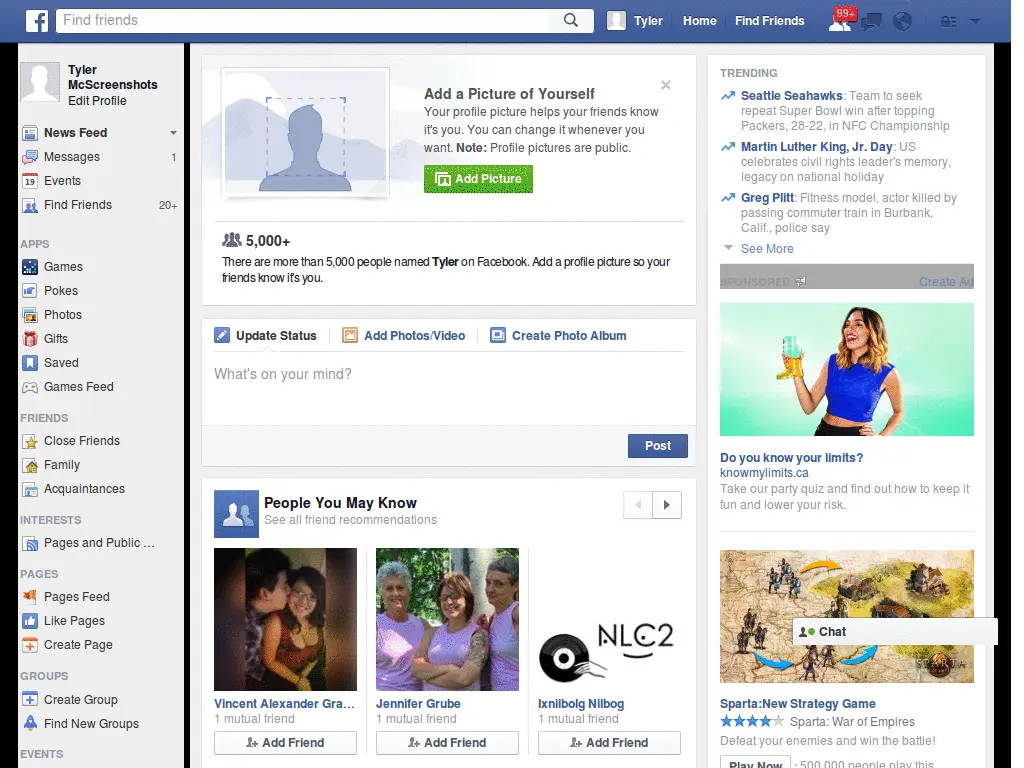 Find friends
Tyler
Home
Find Friends
99+
Tyler
McScreenshots
Edit Profile
News Feed
Messages
1
19
Events
Find Friends
20+
APPS
Games
Pokes
Photos
Gifts
Saved
Games Feed
FRIENDS
Close Friends
Family
Acquaintances
INTERESTS
Pages and Public ...
PAGES
Pages Feed
Like Pages
Create Page
GROUPS
Create Group
Find New Groups
EVENTS
Add a Picture of Yourself
Your profile picture helps your friends know
it's you. You can change it whenever you
want. Note: Profile pictures are public.
Add Picture
5,000+
There are more than 5,000 people named Tyler on Facebook. Add a profile picture so your
friends know it's you.
Update Status
Add Photos/Video
Create Photo Album
What's on your mind?
Post
People You May Know
See all friend recommendations
NLC2
Vincent Alexander Gra...
1 mutual friend
Add Friend
Jennifer Grube
1 mutual friend
Add Friend
Ixniibolg Nilbog
1 mutual friend
Add Friend
TRENDING
Seattle Seahawks: Team to seek
repeat Super Bowl win after topping
Packers, 28-22, in NFC Championship
Martin Luther King, Jr. Day: US
celebrates civil rights leader's memory,
legacy on national holiday
Greg Plitt: Fitness model, actor killed by
passing commuter train in Burbank,
Calif., police say
See More
SPONSORED
Create Ad
Do you know your limits?
knowmylimits.ca
Take our party quiz and find out how to keep it
fun and lower your risk.
Chat
SPARTA
Sparta:New Strategy Game
Sparta: War of Empires
Defeat your enemies and win the battle!
Play Now
· 500,000 people play this